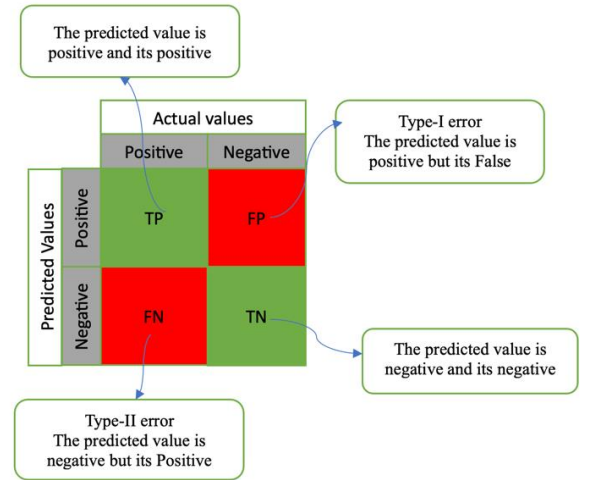 The predicted value is
positive and its positive
Actual values
Positive
Negative
Type-I error
The predicted value is
positive but its False
Predicted Values
Positive
TP
FP
Negative
FN
TN
The predicted value is
negative and its negative
Type-II error
The predicted value is
negative but its Positive